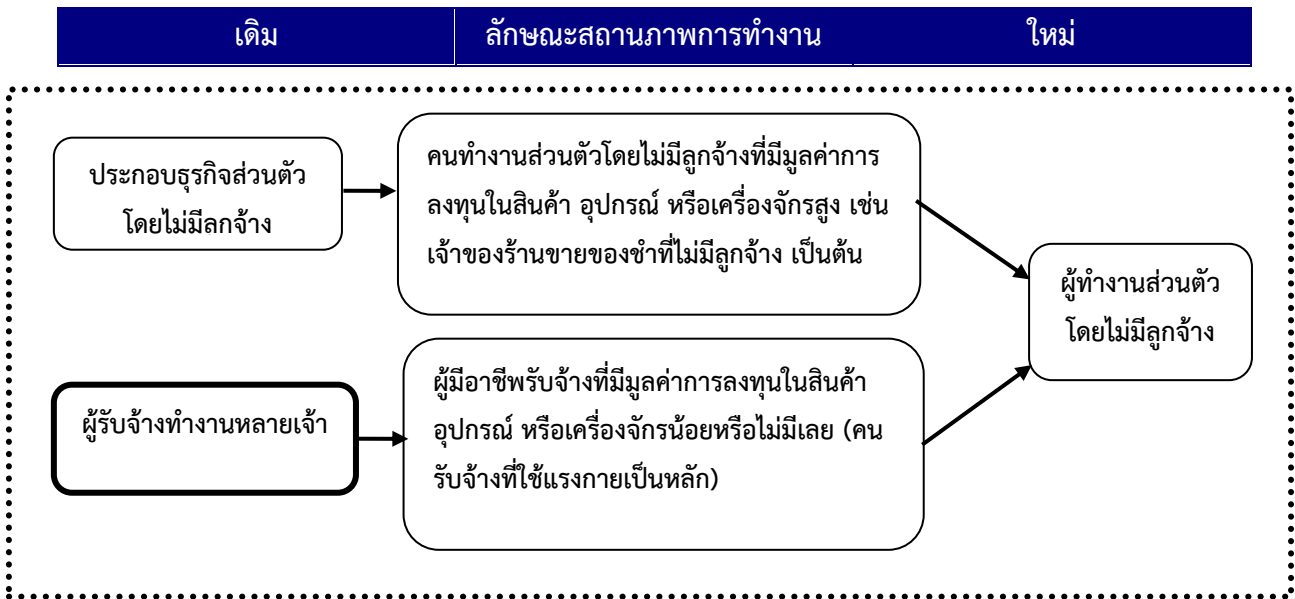 เดิม ลักษณะสถานภาพการทำงาน ใหม่
ประกอบธุรกิจส่วนตัว
โดยไม่มีลกจ้าง
คนทำงานส่วนตัวโดยไม่มีลูกจ้างที่มีมูลค่าการ
ลงทุนในสินค้า อุปกรณ์ หรือเครื่องจักรสูง เช่น
เจ้าของร้านขายของชำที่ไม่มีลูกจ้าง เป็นต้น
ผู้ทำงานส่วนตัว
โดยไม่มีลูกจ้าง
ผู้รับจ้างทำงานหลายเจ้า
ผู้มีอาชีพรับจ้างที่มีมูลค่าการลงทุนในสินค้า
อุปกรณ์ หรือเครื่องจักรน้อยหรือไม่มีเลย (คน
รับจ้างที่ใช้แรงกายเป็นหลัก)